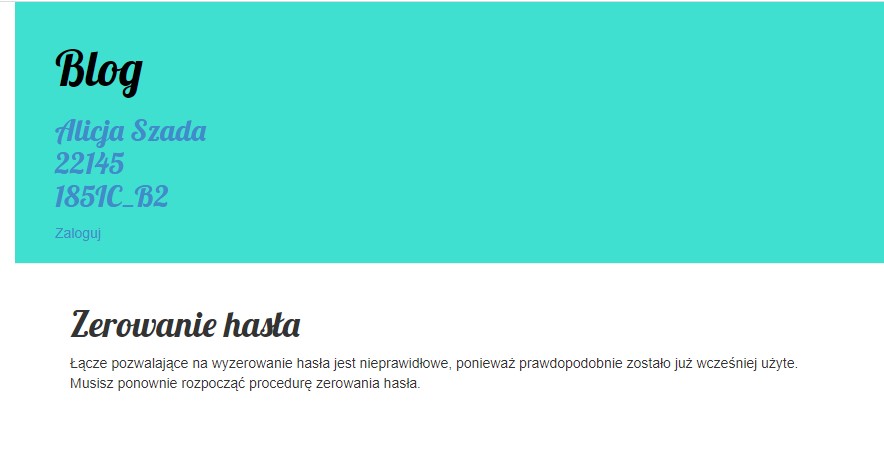 Blog
Alicja Szada
22145
185IC_B2
Zaloguj
Zerowanie hasła
Łącze pozwalające na wyzerowanie hasła jest nieprawidłowe, ponieważ prawdopodobnie zostało już wcześniej użyte.
Musisz ponownie rozpocząć procedurę zerowania hasła.